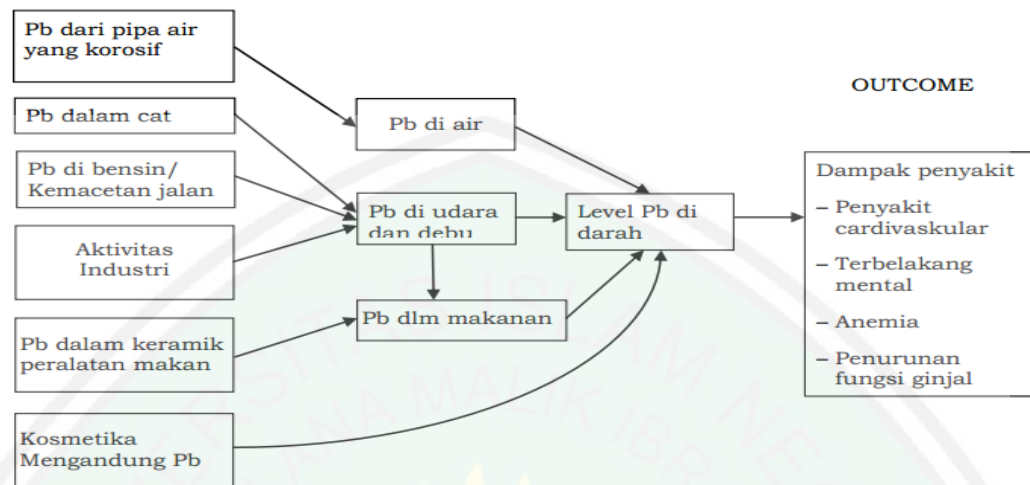 Pb dari pipa air
yang korosif
Pb dalam cat
Pb di bensin/
Kemacetan jalan
Aktivitas
Industri
Pb dalam keramik
peralatan makan
Kosmetika
Mengandung Pb
Pb di air
Pb di udara
dan debu
Pb dlm makanan
Level Pb di
darah
OUTCOME
Dampak penyakit
– Penyakit
cardivaskular
– Terbelakang
mental
– Anemia
– Penurunan
fungsi ginjal